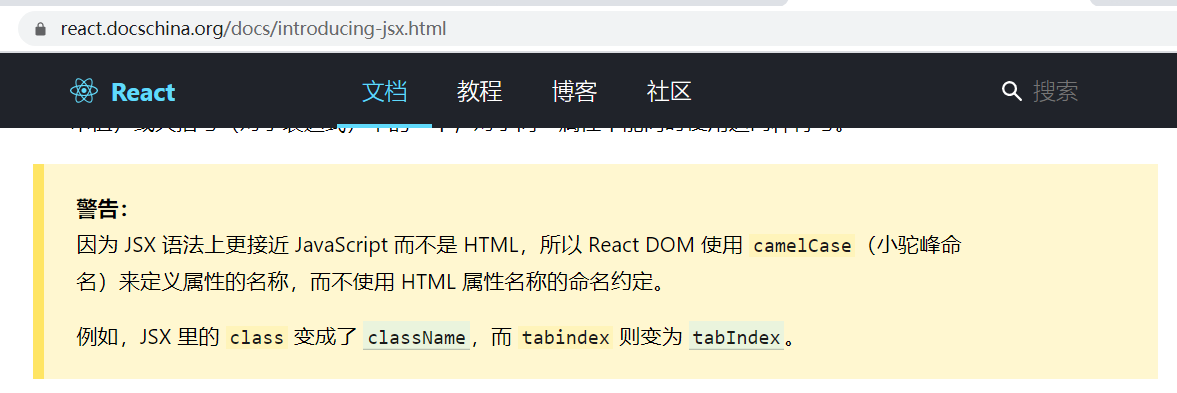 react.docschina.org/docs/introducing-jsx.html
React 文档 教程 博客 社区 搜索
警告：
因为 JSX 语法上更接近 JavaScript 而不是 HTML，所以 React DOM 使用 camelCase（小驼峰命
名）来定义属性的名称，而不使用 HTML 属性名称的命名约定。
例如，JSX 里的 class 变成了 className，而 tabindex 则变为 tabIndex。